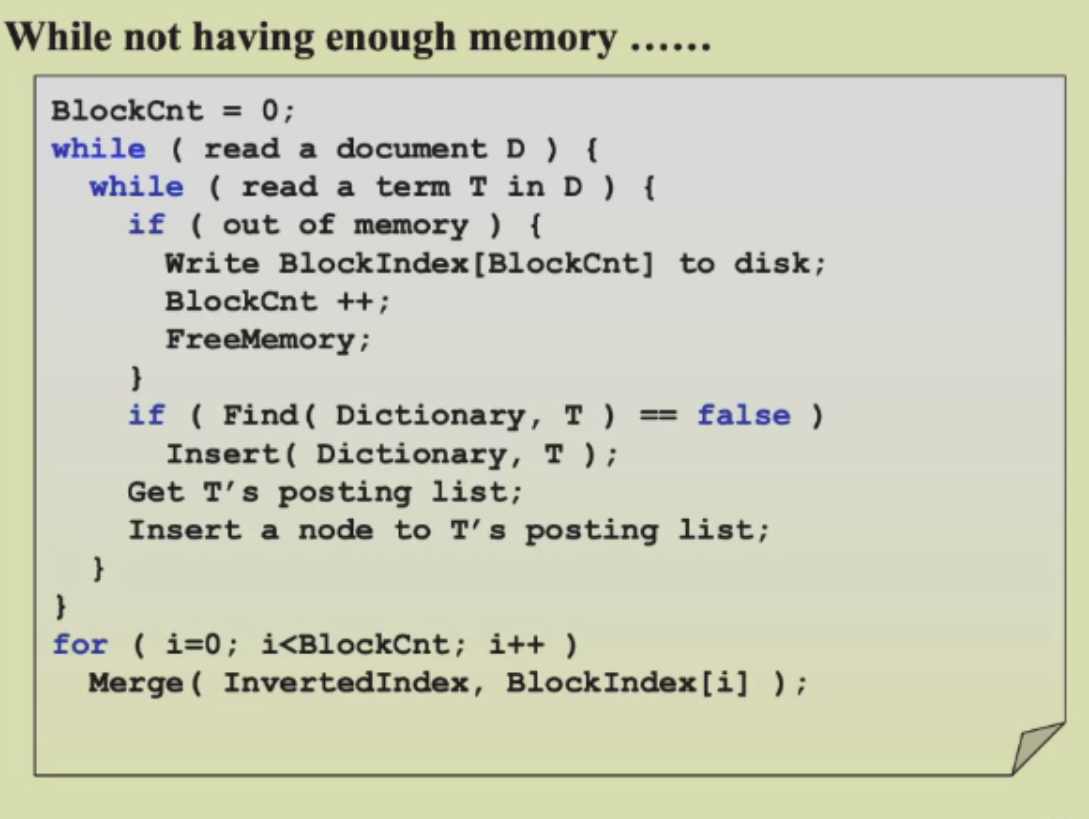 While not having enough memory ……
BlockCnt = 0;
while ( read a document D ) {
while ( read a term T in D ) {
if ( out of memory ) {
Write BlockIndex[BlockCnt] to disk;
BlockCnt ++;
FreeMemory;
}
if ( Find( Dictionary, T ) == false )
Insert( Dictionary, T );
Get T’s posting list;
Insert a node to T’s posting list;
}
}
for ( i=0; i<BlockCnt; i++ )
Merge( InvertedIndex, BlockIndex[i] );